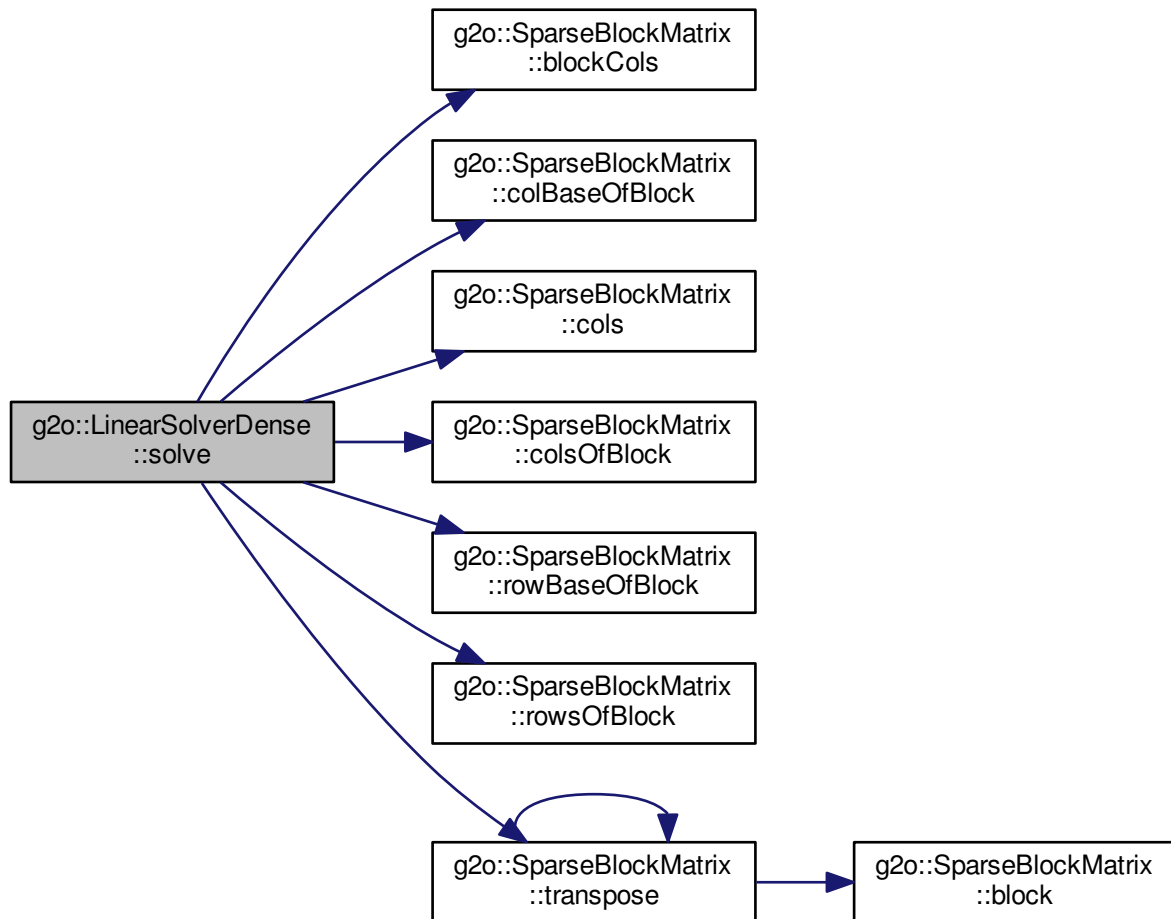 g2o::SparseBlockMatrix
::blockCols
g2o::SparseBlockMatrix
::colBaseOfBlock
g2o::SparseBlockMatrix
::cols
g2o::LinearSolverDense
::solve
g2o::SparseBlockMatrix
::colsOfBlock
g2o::SparseBlockMatrix
::rowBaseOfBlock
g2o::SparseBlockMatrix
::rowsOfBlock
g2o::SparseBlockMatrix
::transpose
g2o::SparseBlockMatrix
::block